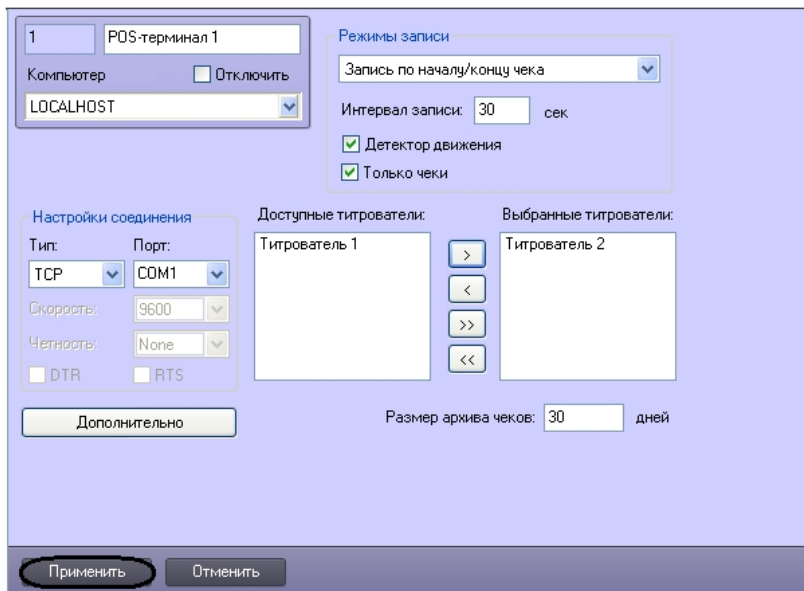 1
POS-терминал 1
Компьютер
Отключить
LOCALHOST
Режимы записи
Запись по началу/концу чека
Интервал записи: 30 сек
Детектор движения
Только чеки
Настройки соединения
Тип: Порт:
TCP COM1
Скорость: 9600
Четность: None
DTR RTS
Доступные титрователи:
Титрователь 1
>
<
>>
<<
Выбранные титрователи:
Титрователь 2
Дополнительно
Размер архива чеков: 30 дней
Применить Отменить